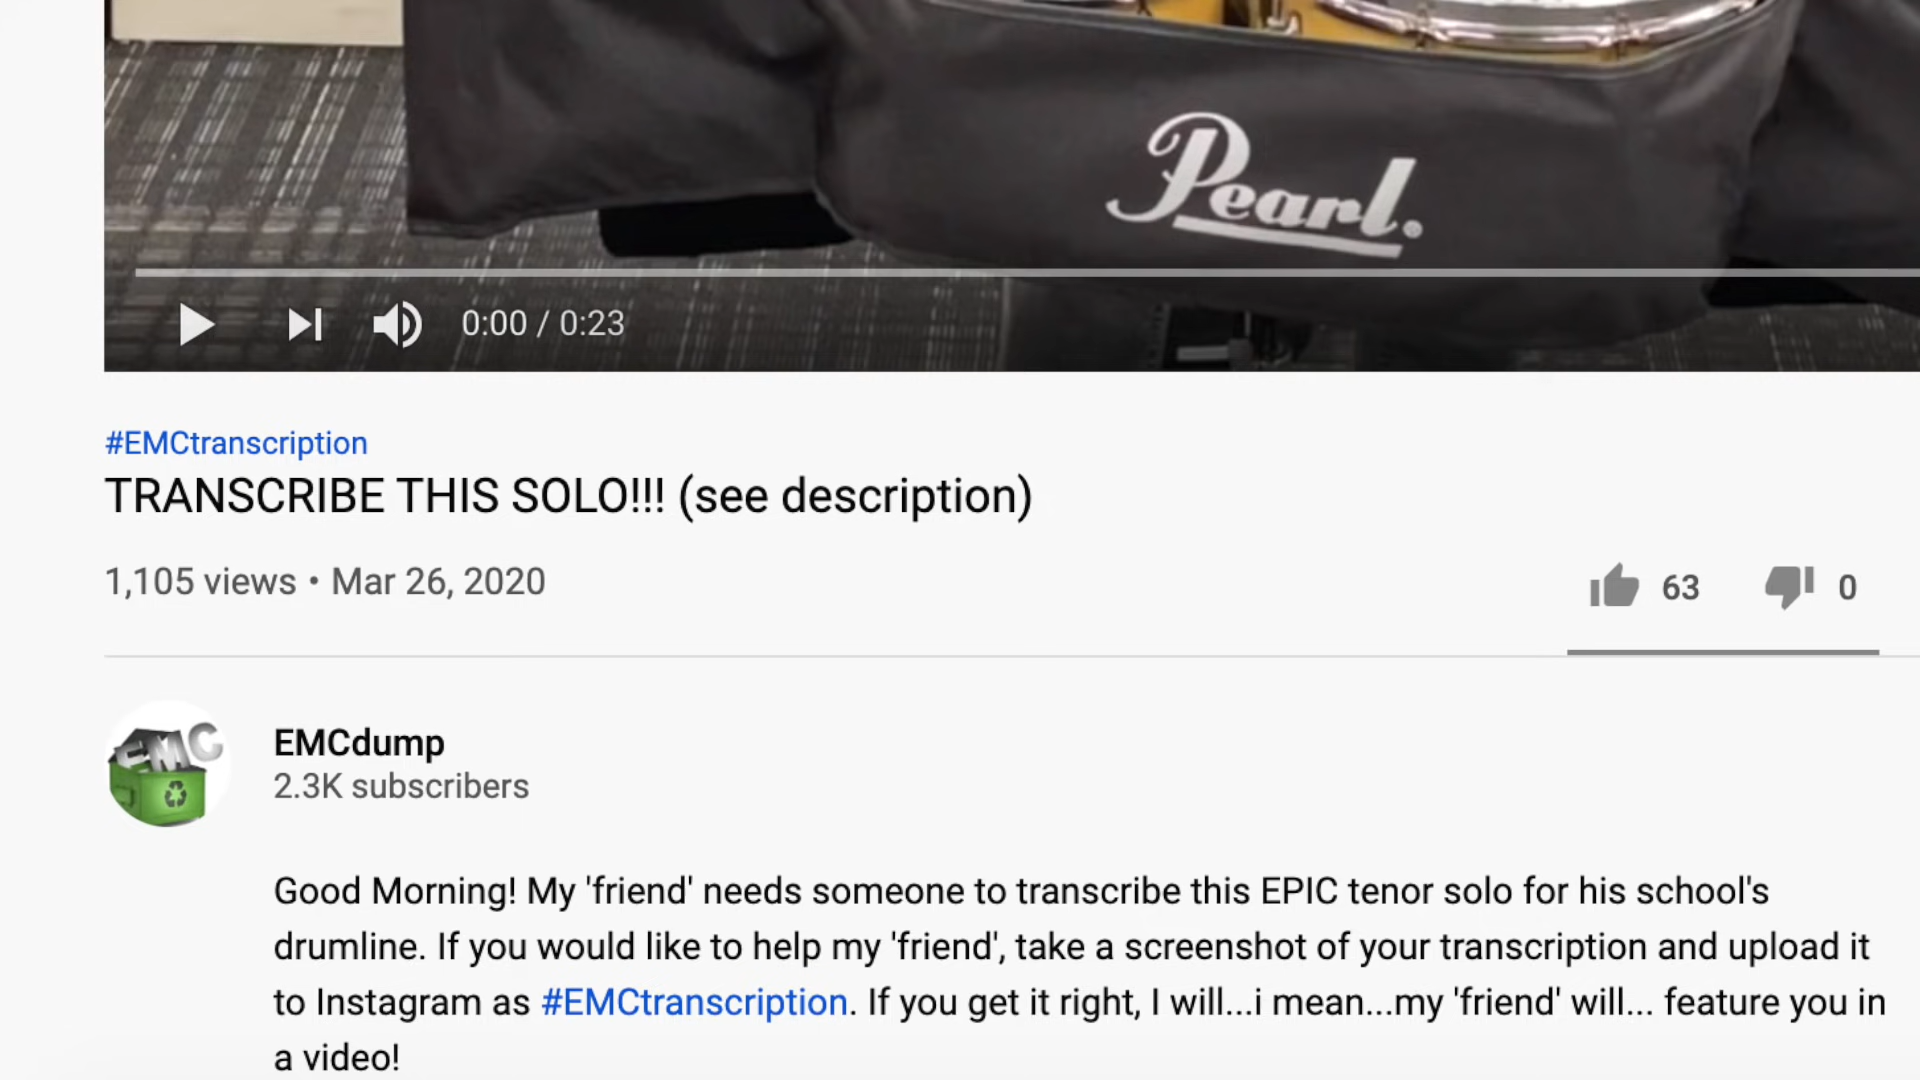 Pearl.
0:00 / 0:23
#EMCtranscription
TRANSCRIBE THIS SOLO!!! (see description)
1,105 views • Mar 26, 2020
63 0
EMC
EMCdump
2.3K subscribers
Good Morning! My 'friend' needs someone to transcribe this EPIC tenor solo for his school's
drumline. If you would like to help my 'friend', take a screenshot of your transcription and upload it
to Instagram as #EMCtranscription. If you get it right, I will...i mean...my 'friend' will... feature you in
a video!